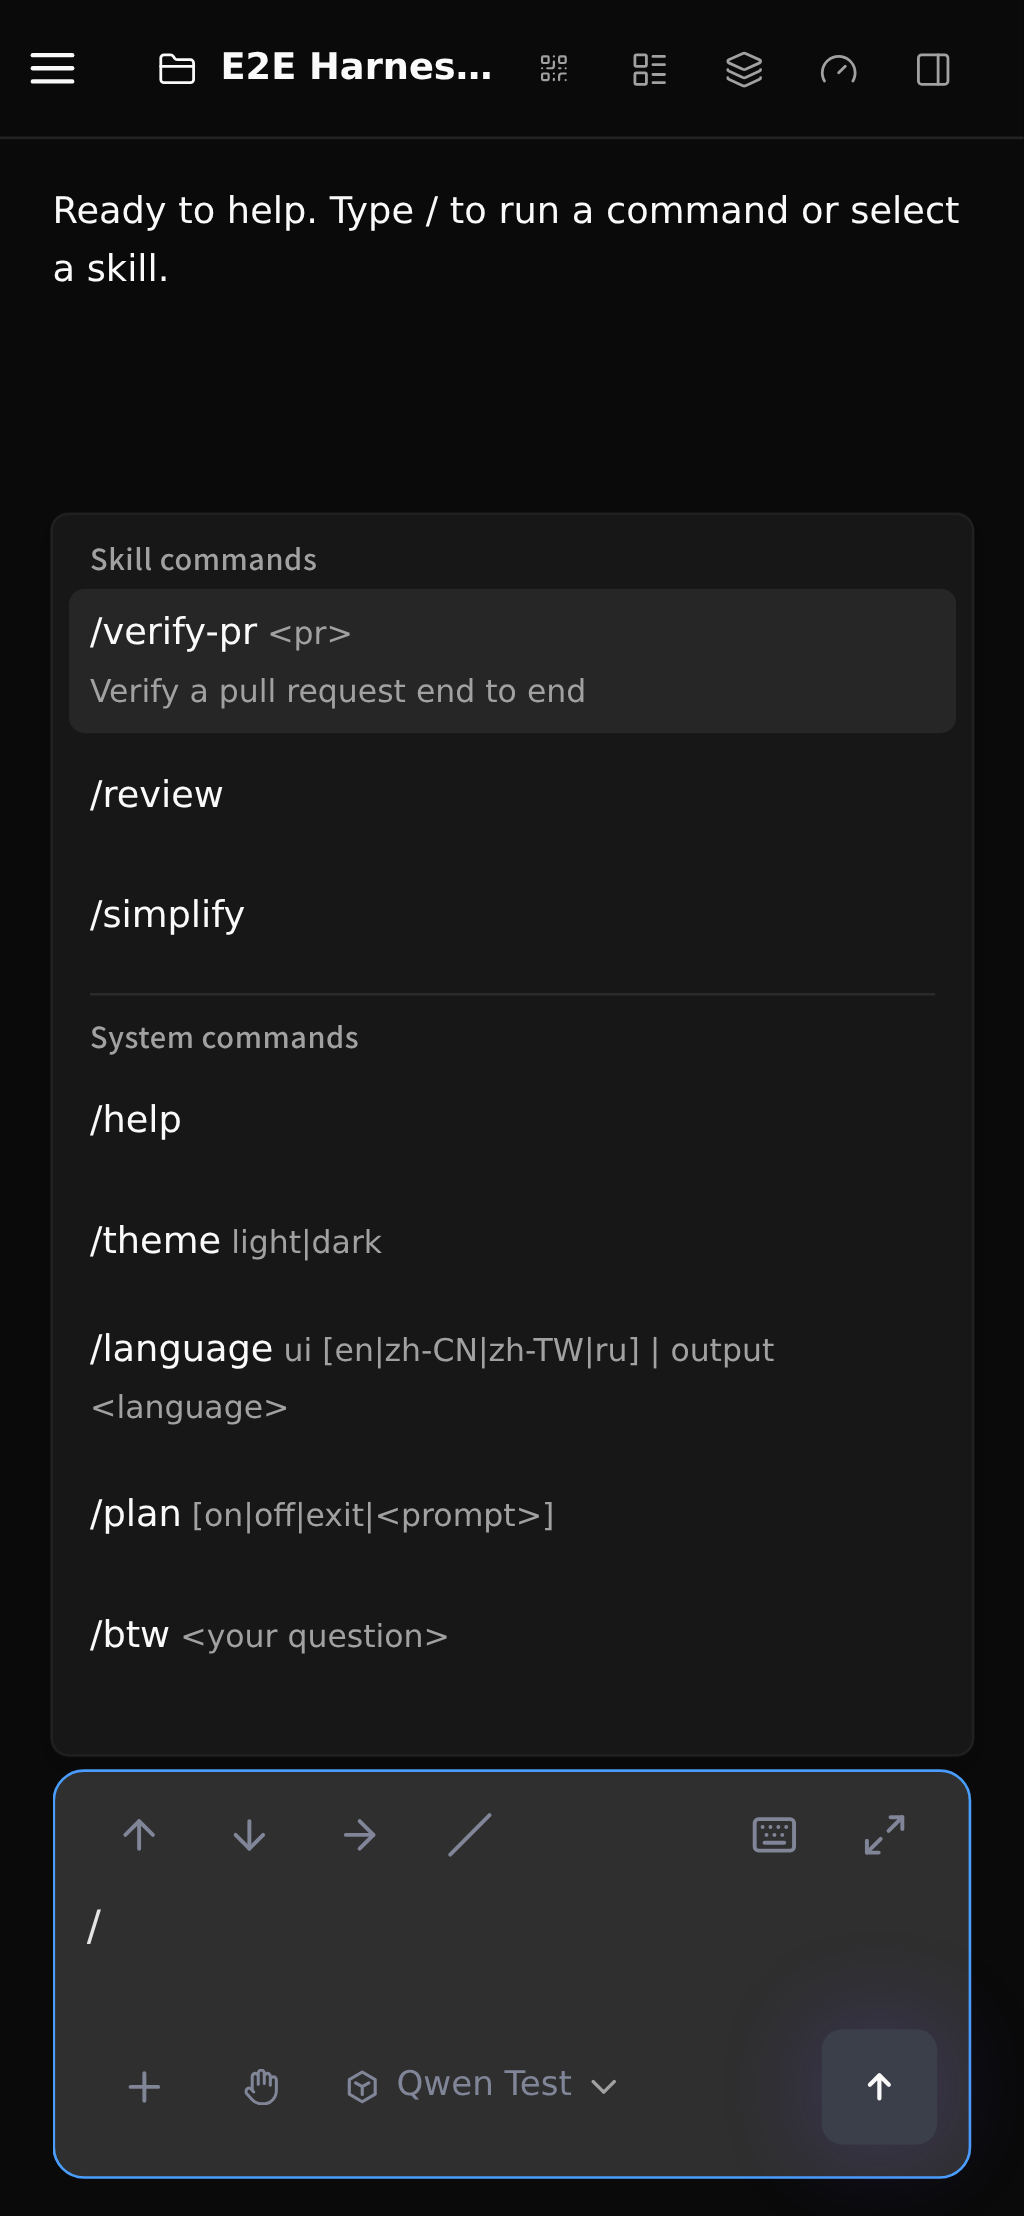 E2E Harnes...
Ready to help. Type / to run a command or select
a skill.
Skill commands
/verify-pr <pr>
Verify a pull request end to end
/review
/simplify
System commands
/help
/theme light|dark
/language ui [en|zh-CN|zh-TW|ru] | output
<language>
/plan [on|off|exit|<prompt>]
/btw <your question>
/
Qwen Test